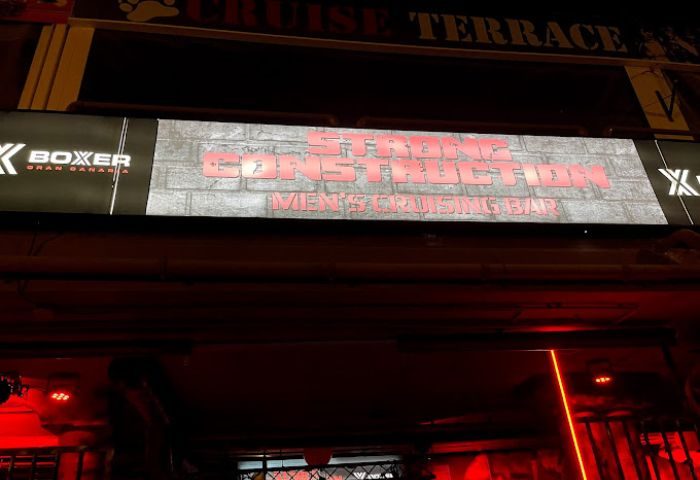 CRUISE TERRACE
BOXER
GRAN CANARIA
STRONG
CONSTRUCTION
MEN'S CRUISING BAR